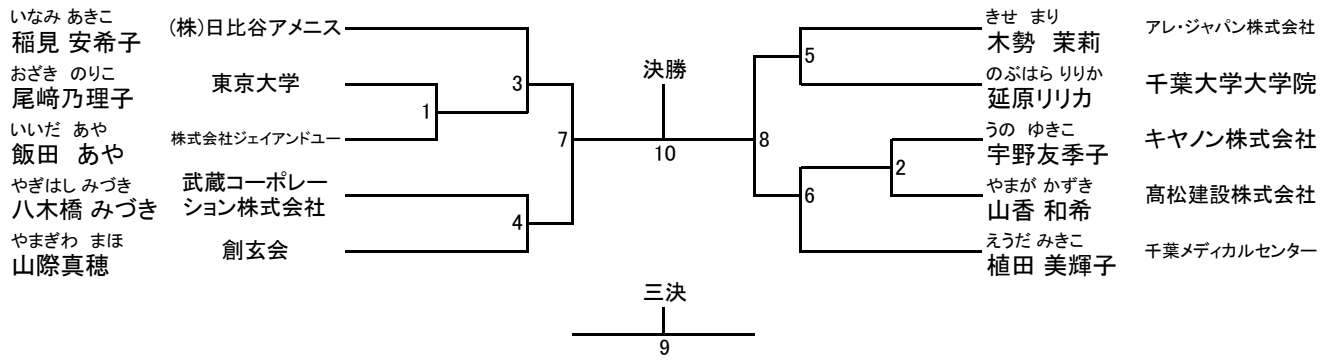 いなみ あきこ
稲見 安希子
(株)日比谷アメニス
おざき のりこ
尾﨑乃理子
東京大学
いいだ あや
飯田 あや
株式会社ジェイアンドユー
やぎはし みづき
八木橋 みづき
武蔵コーポレー
ション株式会社
やまぎわ まほ
山際真穂
創玄会
1
3
4
7
決勝
10
三決
9
8
5
6
2
きせ まり
木勢 茉莉
アレ・ジャパン株式会社
のぶはら りりか
延原リリカ
千葉大学大学院
うの ゆきこ
宇野友季子
キヤノン株式会社
やまが かずき
山香 和希
髙松建設株式会社
えうだ みきこ
植田 美輝子
千葉メディカルセンター